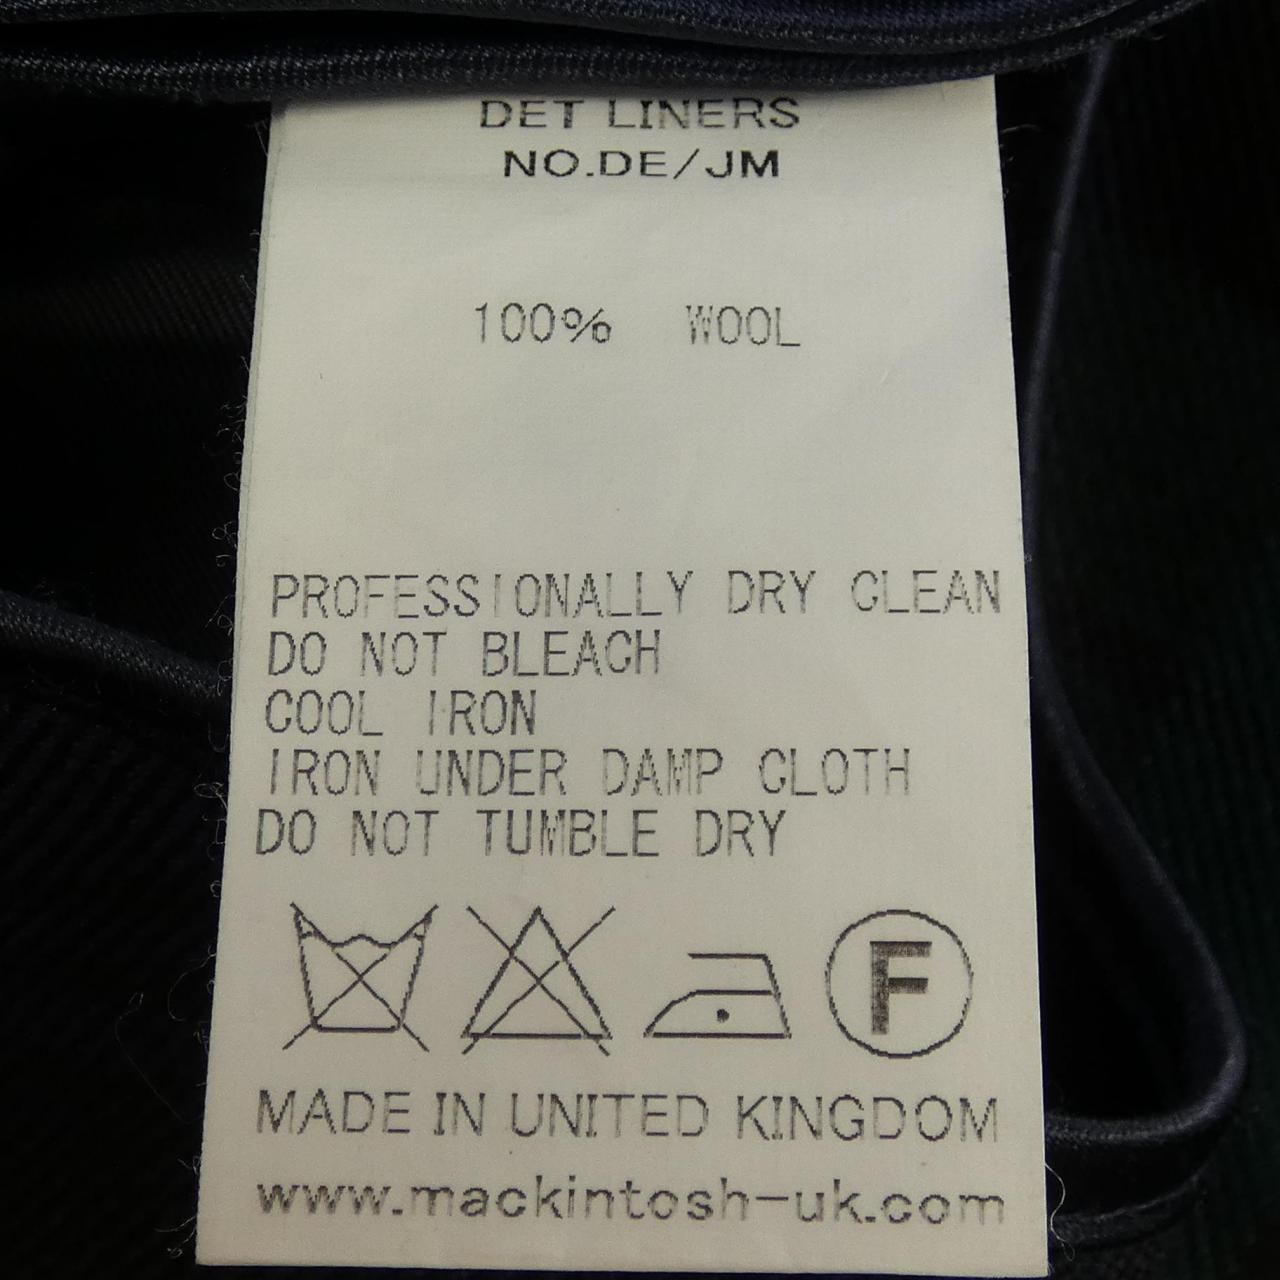 DET LINERS
NO.DE/JM
100% WOOL
PROFESSIONALLY DRY CLEAN
DO NOT BLEACH
COOL IRON
IRON UNDER DAMP CLOTH
DO NOT TUMBLE DRY
F
MADE IN UNITED KINGDOM
www.mackintosh-uk.com